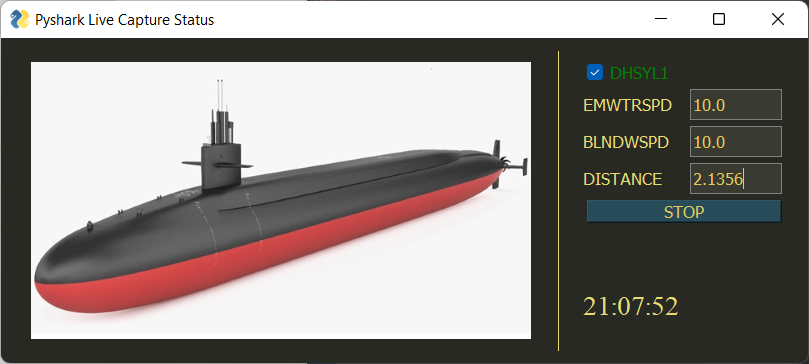 Pyshark Live Capture Status
DHSYL1
EMWTRSPD 10.0
BLNDWSPD 10.0
DISTANCE 2.1356
STOP
21:07:52